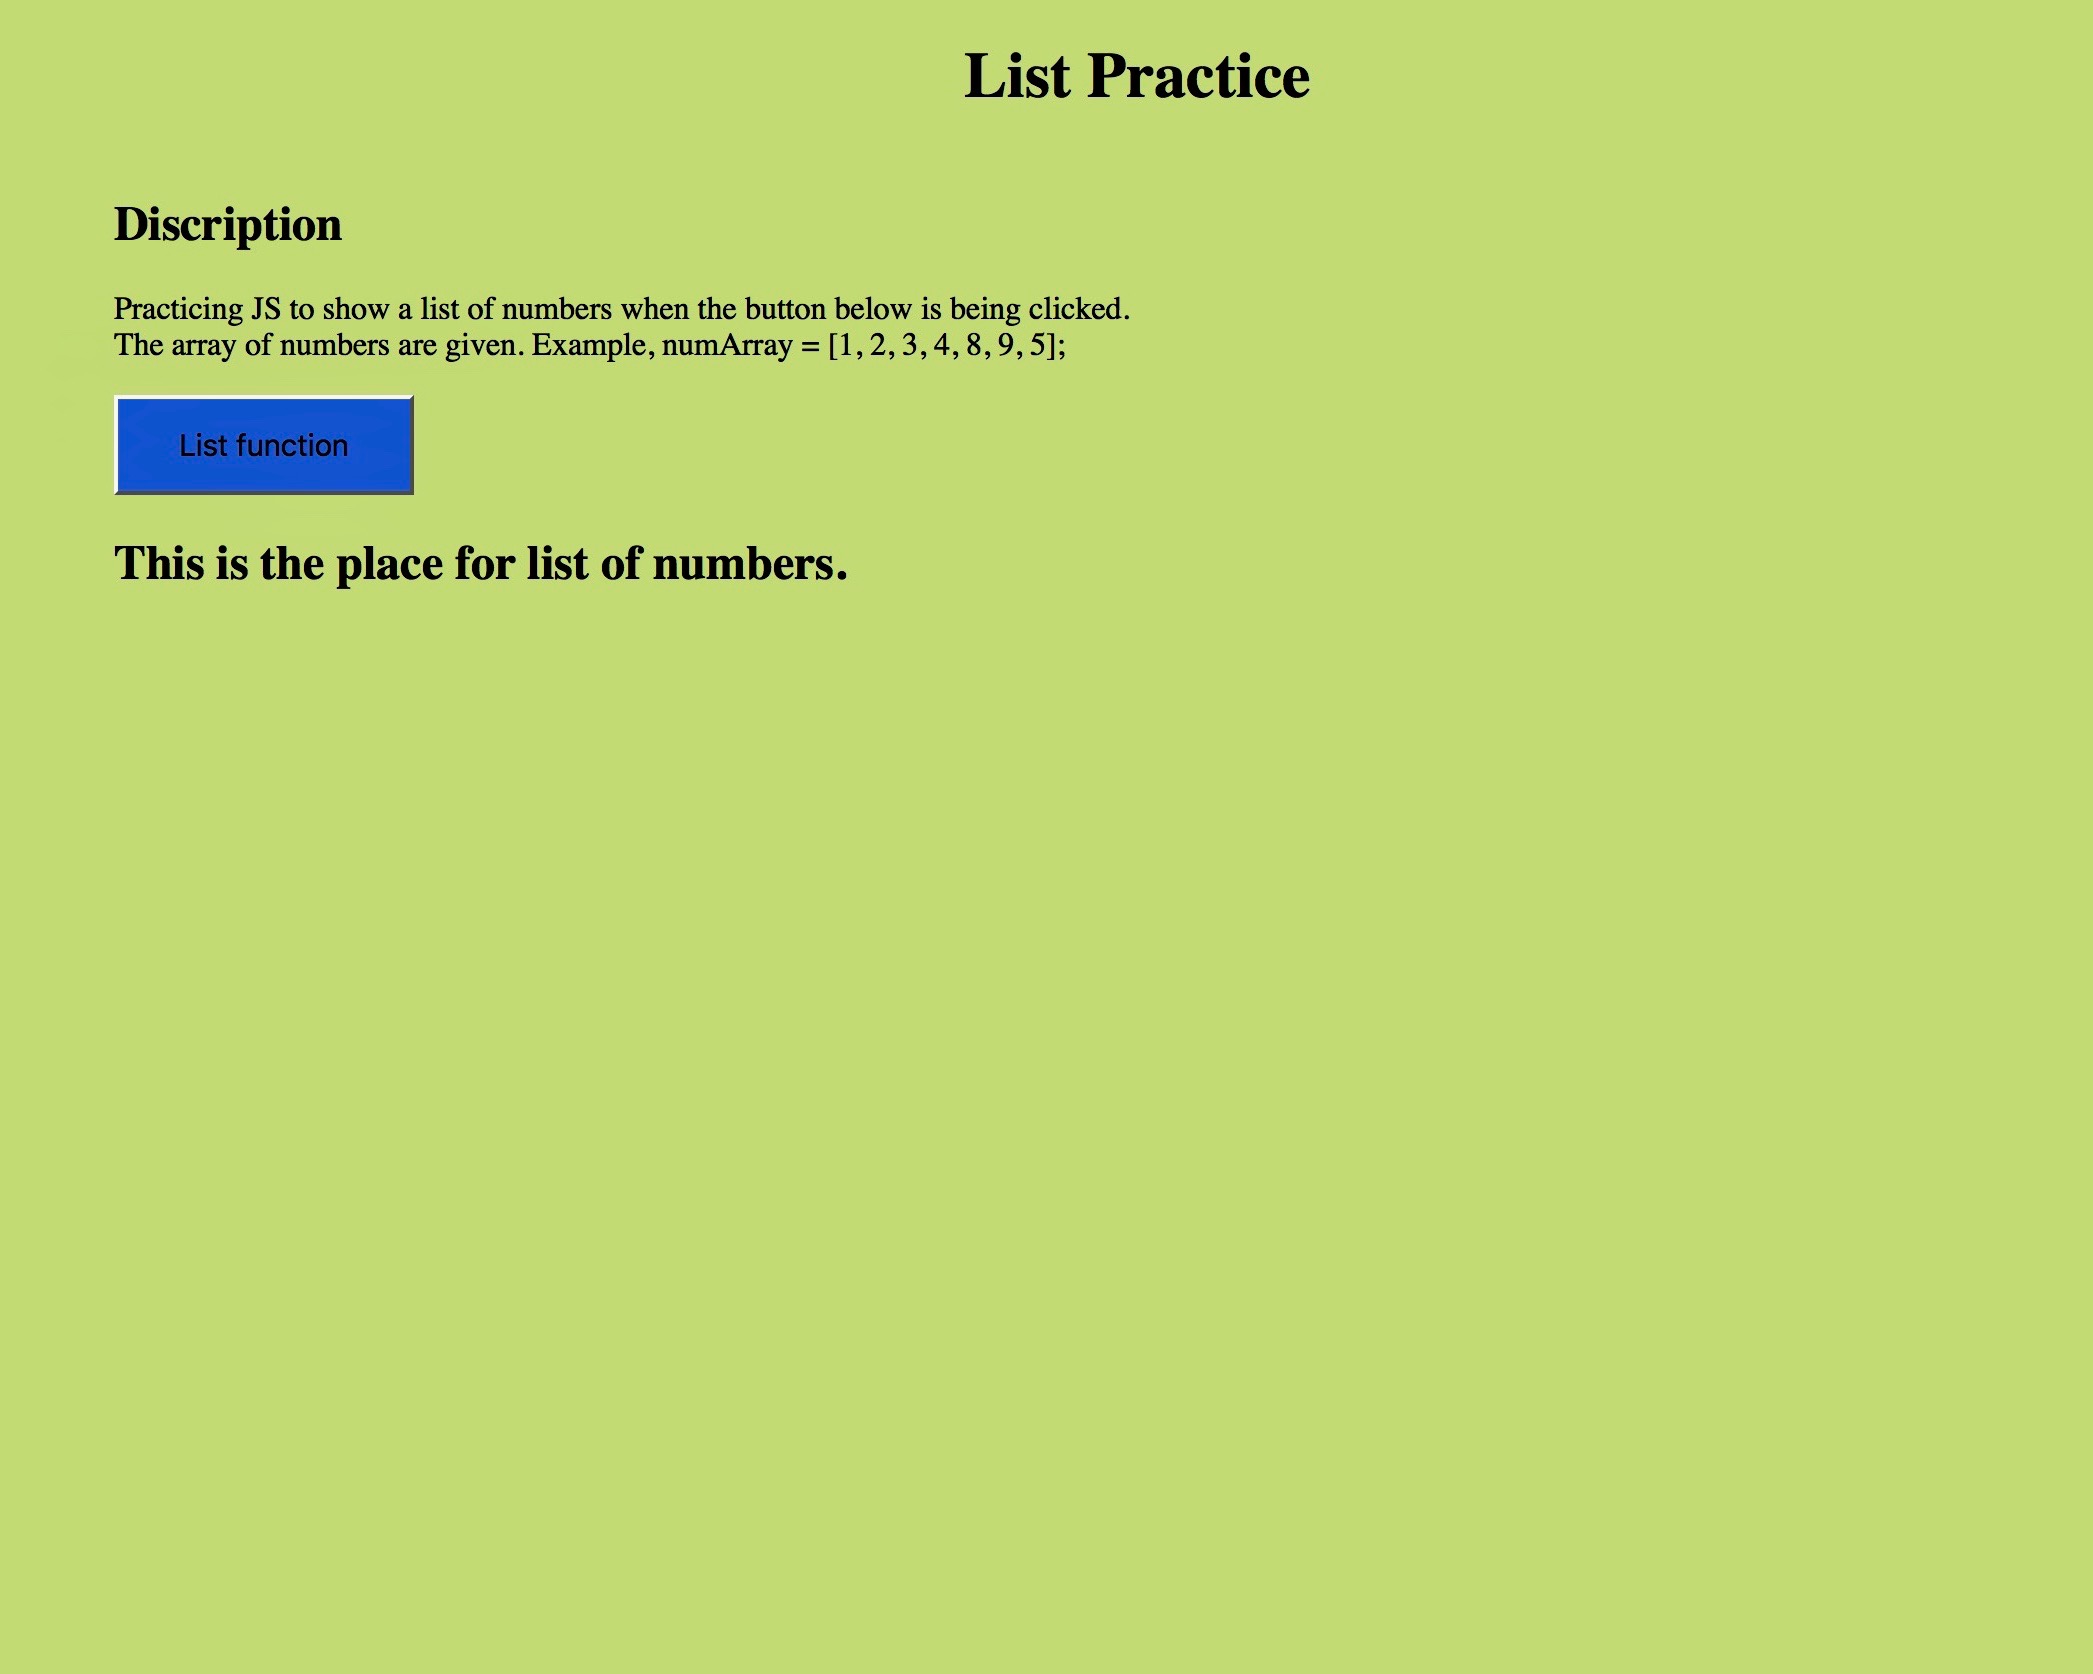 List Practice
Discription
Practicing JS to show a list of numbers when the button below is being clicked.
The array of numbers are given. Example, numArray = [1, 2, 3, 4, 8, 9, 5];
List function
This is the place for list of numbers.